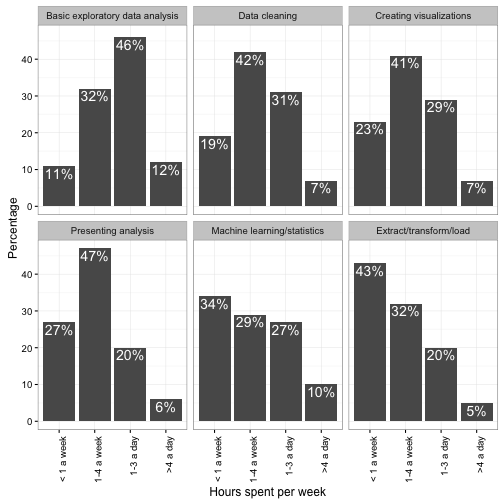 Basic exploratory data analysis
Data cleaning
Creating visualizations
40
30
20
10
0
11%
32%
46%
12%
19%
42%
31%
7%
23%
41%
29%
7%
Percentage
Presenting analysis
Machine learning/statistics
Extract/transform/load
40
30
20
10
0
27%
47%
20%
6%
34%
29%
27%
10%
43%
32%
20%
5%
< 1 a week
1-4 a week
1-3 a day
>4 a day
< 1 a week
1-4 a week
1-3 a day
>4 a day
< 1 a week
1-4 a week
1-3 a day
>4 a day
Hours spent per week